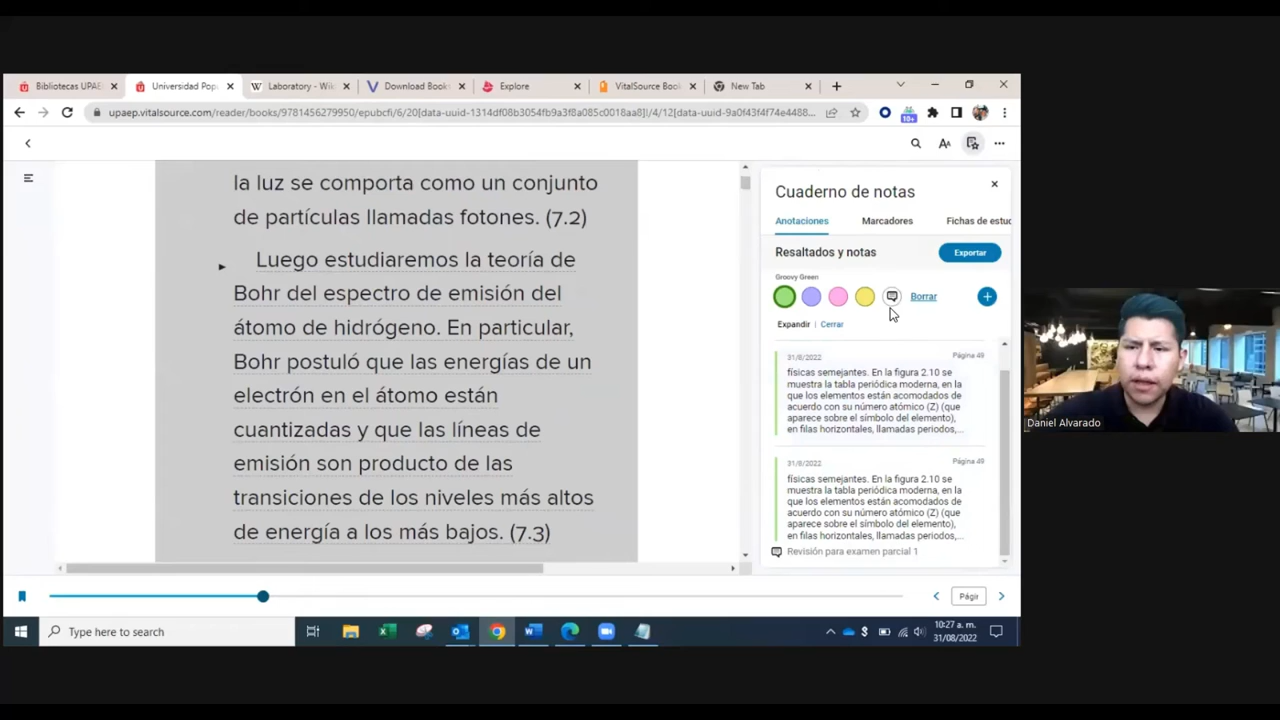 Bibliotecas UPAE
Universidad Pop
Laboratory - Wik
Download Book
Explore
VitalSource Boo
New Tab
upaep.vitalsource.com/reader/books/9781456279950/epubcfi/6/20[data-uuid-1314df08b3054fb9a3f8a085c0018aa8]!/4/12[data-uuid-9a0f43f4f74e4488...
10+
AA
la luz se comporta como un conjunto
de partículas llamadas fotones. (7.2)
Luego estudiaremos la teoría de
Bohr del espectro de emisión del
átomo de hidrógeno. En particular,
Bohr postuló que las energías de un
electrón en el átomo están
cuantizadas y que las líneas de
emisión son producto de las
transiciones de los niveles más altos
de energía a los más bajos. (7.3)
Cuaderno de notas
Anotaciones
Marcadores
Fichas de estud
Resaltados y notas
Exportar
Groovy Green
Borrar
Expandir | Cerrar
31/8/2022
Página 49
físicas semejantes. En la figura 2.10 se
muestra la tabla periódica moderna, en la
que los elementos están acomodados de
acuerdo con su número atómico (Z) (que
aparece sobre el símbolo del elemento),
en filas horizontales, llamadas periodos,...
31/8/2022
Página 49
físicas semejantes. En la figura 2.10 se
muestra la tabla periódica moderna, en la
que los elementos están acomodados de
acuerdo con su número atómico (Z) (que
aparece sobre el símbolo del elemento),
en filas horizontales, llamadas periodos,...
Revisión para examen parcial 1
Págir
Type here to search
10:27 a. m.
31/08/2022
Daniel Alvarado